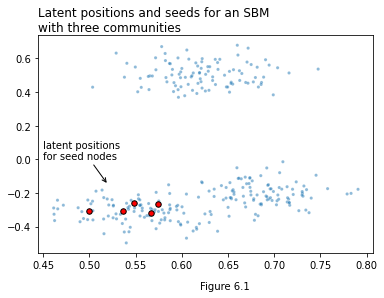 Latent positions and seeds for an SBM
with three communities
0.6
0.4
0.2
0.0
−0.2
−0.4
latent positions
for seed nodes
0.45 0.50 0.55 0.60 0.65 0.70 0.75 0.80
Figure 6.1